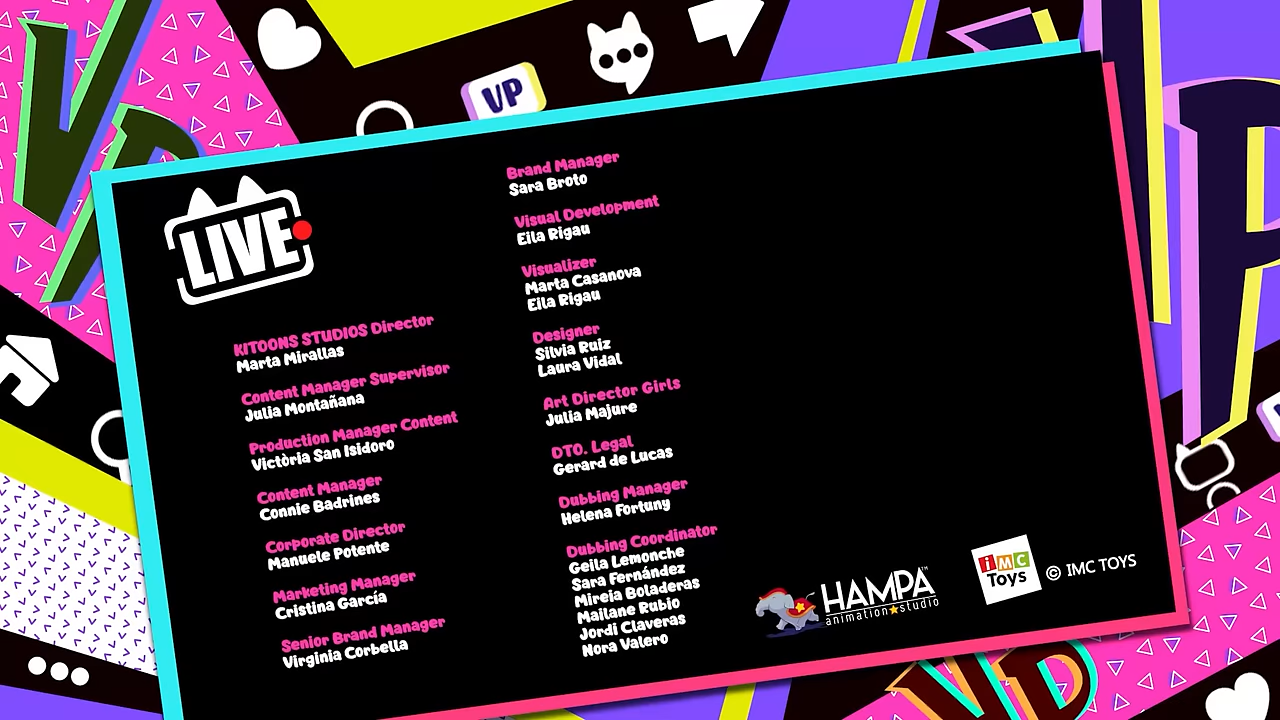 VP
VP
VP
LIVE
KITOONS STUDIOS Director
Marta Mirallas
Content Manager Supervisor
Julia Montañana
Production Manager Content
Victòria San Isidoro
Content Manager
Connie Badrines
Corporate Director
Manuele Potente
Marketing Manager
Cristina García
Senior Brand Manager
Virginia Corbella
Brand Manager
Sara Broto
Visual Development
Eila Rigau
Visualizer
Marta Casanova
Eila Rigau
Designer
Silvia Ruiz
Laura Vidal
Art Director Girls
Julia Majure
DTO. Legal
Gerard de Lucas
Dubbing Manager
Helena Fortuny
Dubbing Coordinator
Geila Lemonche
Sara Fernández
Mireia Boladeras
Mailane Rubio
Jordi Claveras
Nora Valero
HAMPA™
animation studio
iMC
Toys
© IMC TOYS
VP